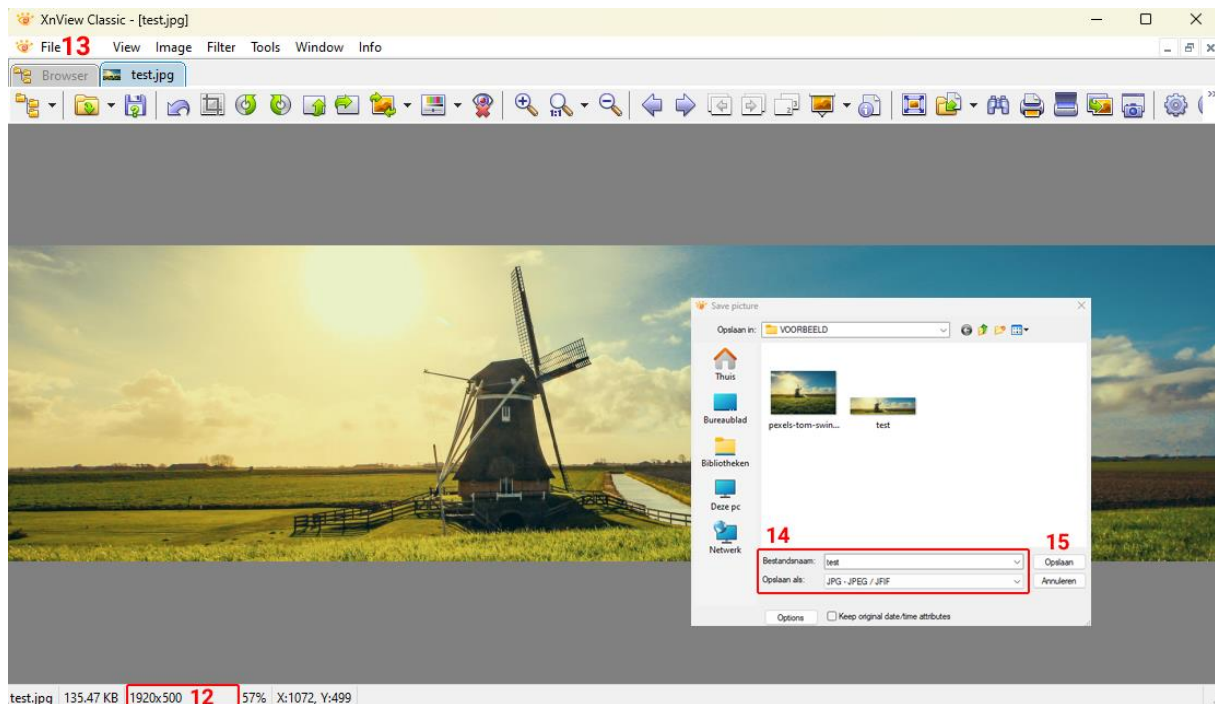 XnView Classic - [test.jpg]
File 13 View Image Filter Tools Window Info
Browser test.jpg
1:1
Save picture
Opslaan in: VOORBEELD
Thuis
Bureaublad
Bibliotheken
Deze pc
Netwerk
pexels-tom-swin... test
14
15
Bestandsnaam: test Opslaan
Opslaan als: JPG - JPEG / JFIF Annuleren
Options Keep original date/time attributes
test.jpg 135.47 KB 1920x500 12 57% X:1072, Y:499